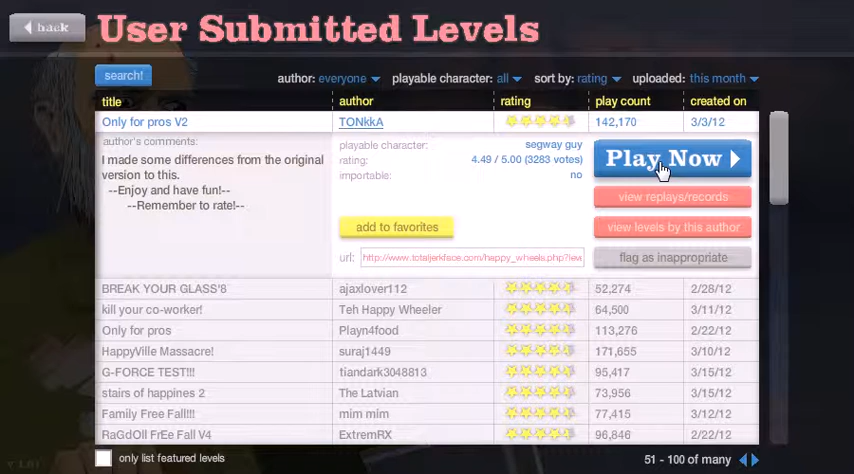 back
User Submitted Levels
search!
author: everyone playable character: all sort by: rating uploaded: this month
title author rating play count created on
Only for pros V2 TONkkA 142,170 3/3/12
author's comments:
I made some differences from the original
version to this.
--Enjoy and have fun!--
--Remember to rate!--
playable character: segway guy
rating: 4.49 / 5.00 (3283 votes)
importable: no
add to favorites
url: http://www.totaljerkface.com/happy_wheels.php?leve
Play Now
view replays/records
view levels by this author
flag as inappropriate
BREAK YOUR GLASS'8 ajaxlover112 52,274 2/28/12
kill your co-worker! Teh Happy Wheeler 64,500 3/11/12
Only for pros Playn4food 113,276 2/22/12
HappyVille Massacre! suraj1449 171,655 3/10/12
G-FORCE TEST!!! tiandark3048813 95,417 3/15/12
stairs of happines 2 The Latvian 73,956 3/15/12
Family Free Fall!!! mim mim 77,415 3/12/12
RaGdOll FrEe Fall V4 ExtremRX 96,846 2/22/12
only list featured levels
51 - 100 of many